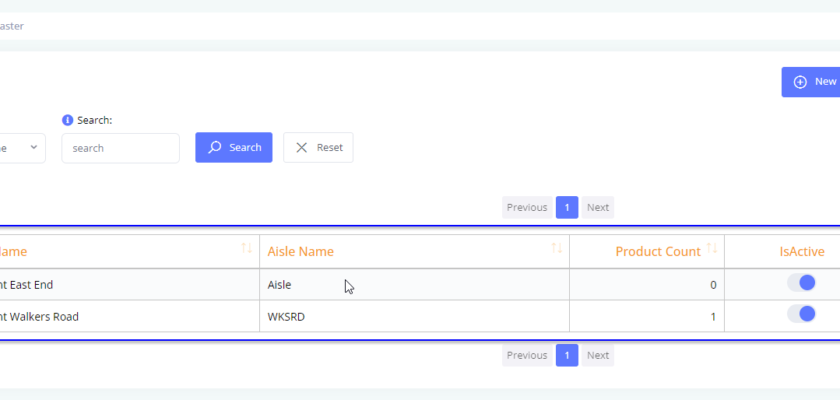 aster
New
Search:
e search Search Reset
Previous 1 Next
ame Aisle Name Product Count IsActive
nt East End Aisle 0
nt Walkers Road WKSRD 1
Previous 1 Next